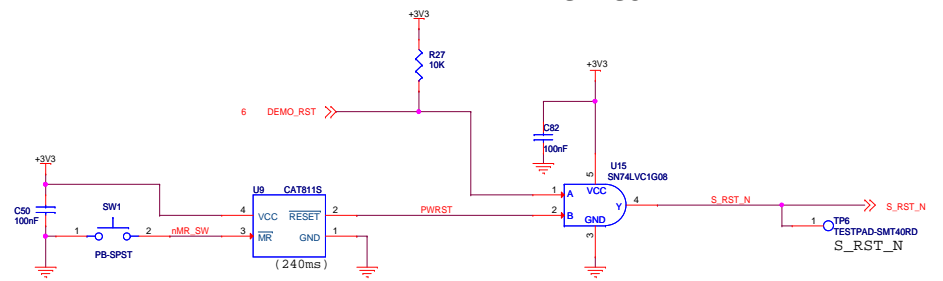 +3V3
R27
10K
+3V3
6 DEMO_RST
C82
100nF
U15
SN74LVC1G08
5
+3V3
U9 CAT811S
1 A VCC
Y 4 S_RST_N
S_RST_N
C50
100nF
SW1
4 VCC RESET 2 PWRST
2 B
GND
3
1 TP6
TESTPAD-SMT40RD
S_RST_N
1 2 nMR_SW 3 MR GND 1
PB-SPST
(240ms)